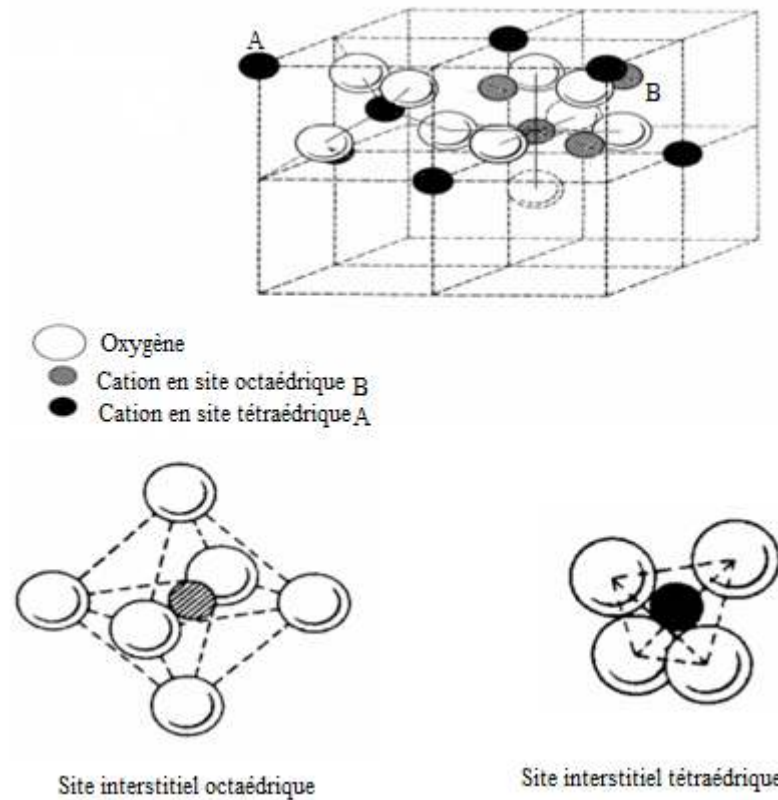 A
B
Oxygène
Cation en site octaédrique B
Cation en site tétraédrique A
Site interstitiel octaédrique
Site interstitiel tétraédrique